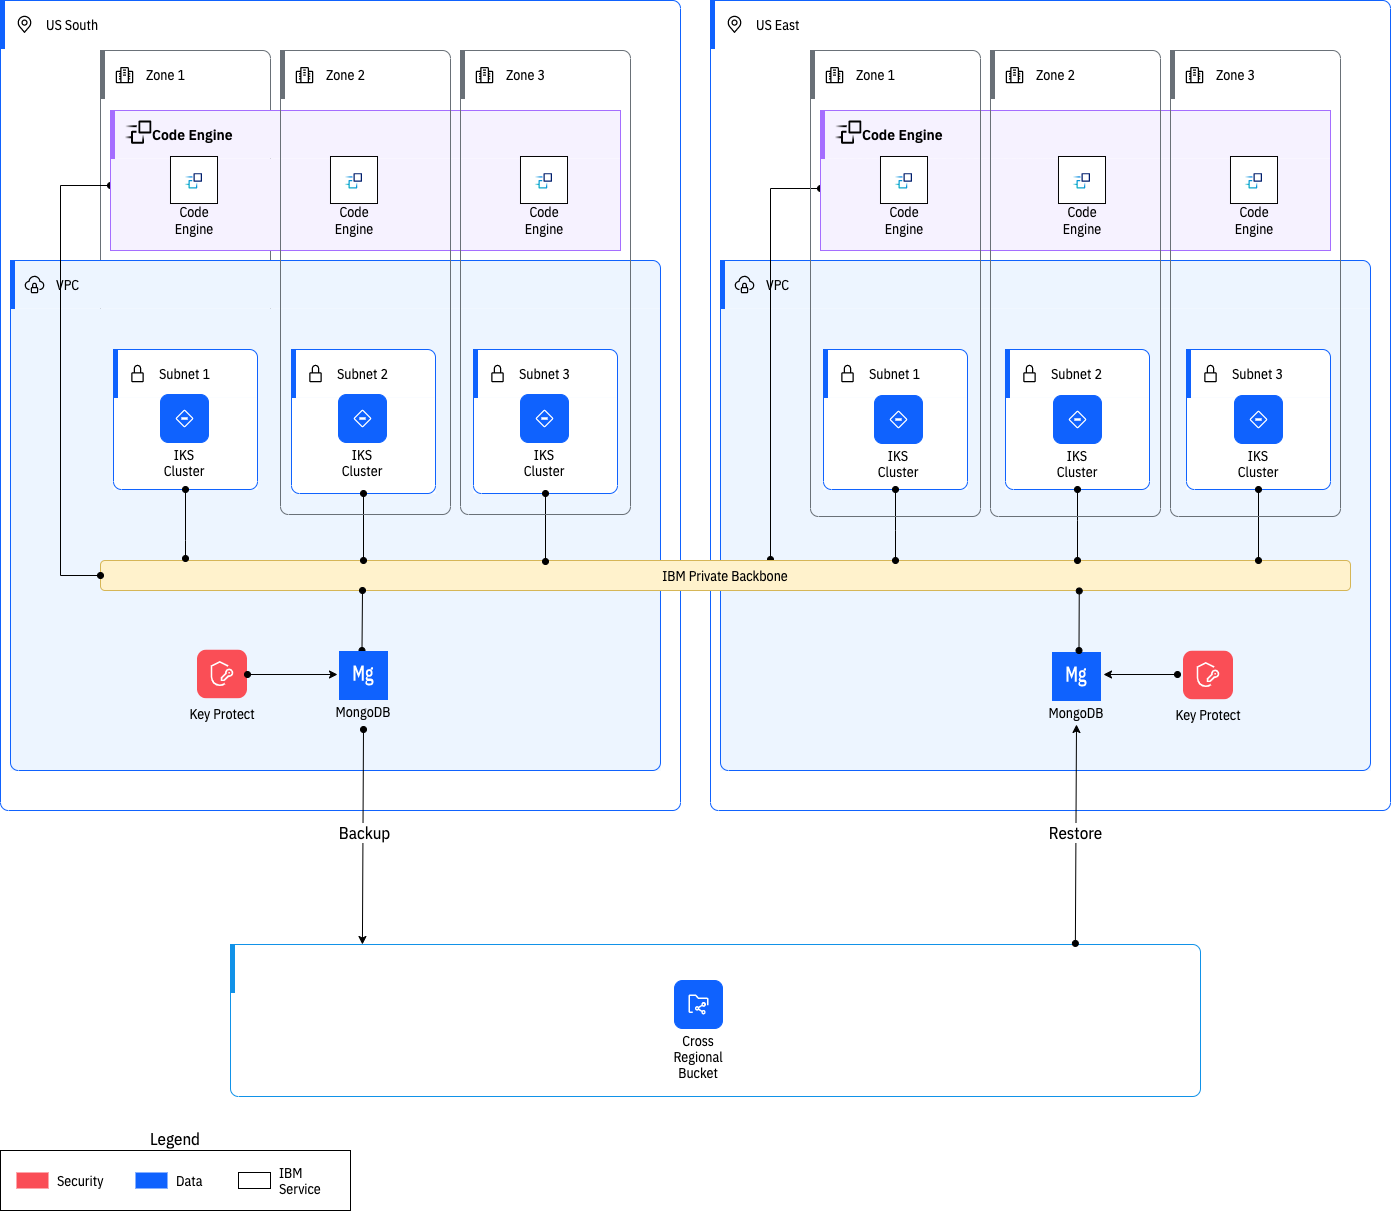 US South
US East
Zone 1
Zone 2
Zone 3
Zone 1
Zone 2
Zone 3
Code Engine
Code Engine
Code
Engine
Code
Engine
Code
Engine
Code
Engine
Code
Engine
Code
Engine
VPC
VPC
Subnet 1
Subnet 2
Subnet 3
Subnet 1
Subnet 2
Subnet 3
IKS
Cluster
IKS
Cluster
IKS
Cluster
IKS
Cluster
IKS
Cluster
IKS
Cluster
IBM Private Backbone
Mg
Mg
Key Protect
MongoDB
MongoDB
Key Protect
Backup
Restore
Cross
Regional
Bucket
Legend
Security
Data
IBM
Service